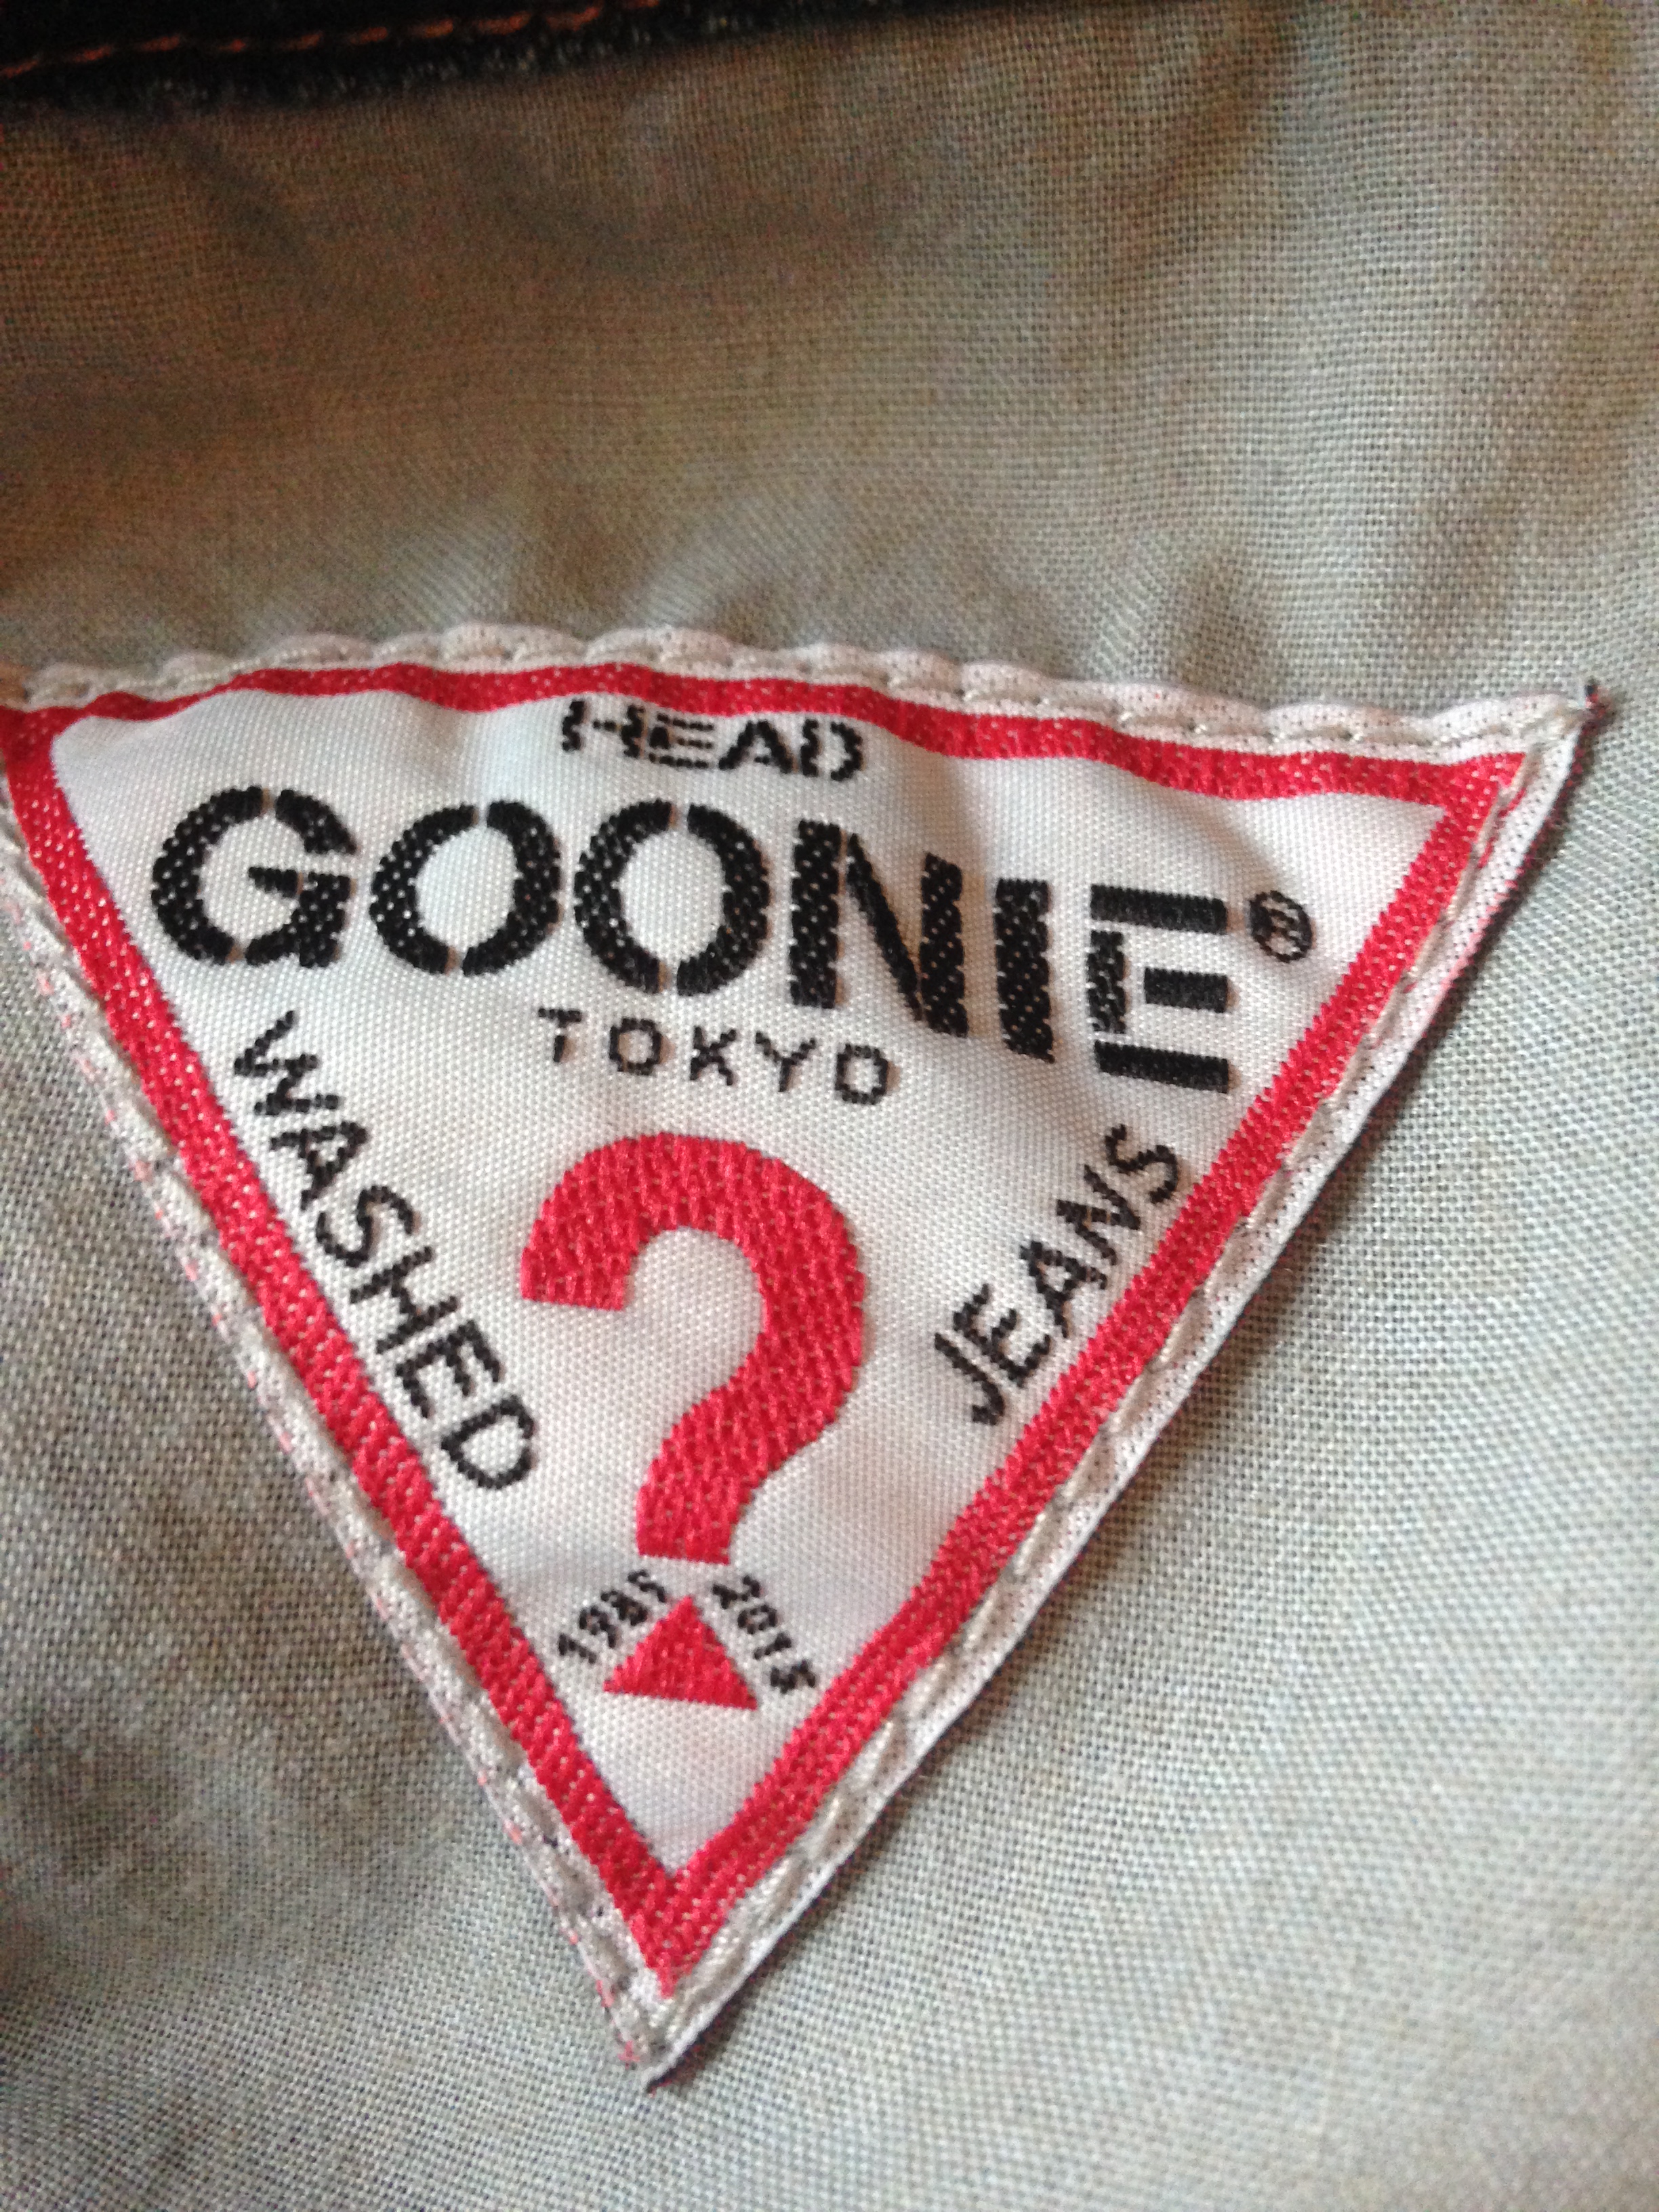 HEAD
GOONIE®
TOKYO
WASHED
JEANS
?
1985 2015